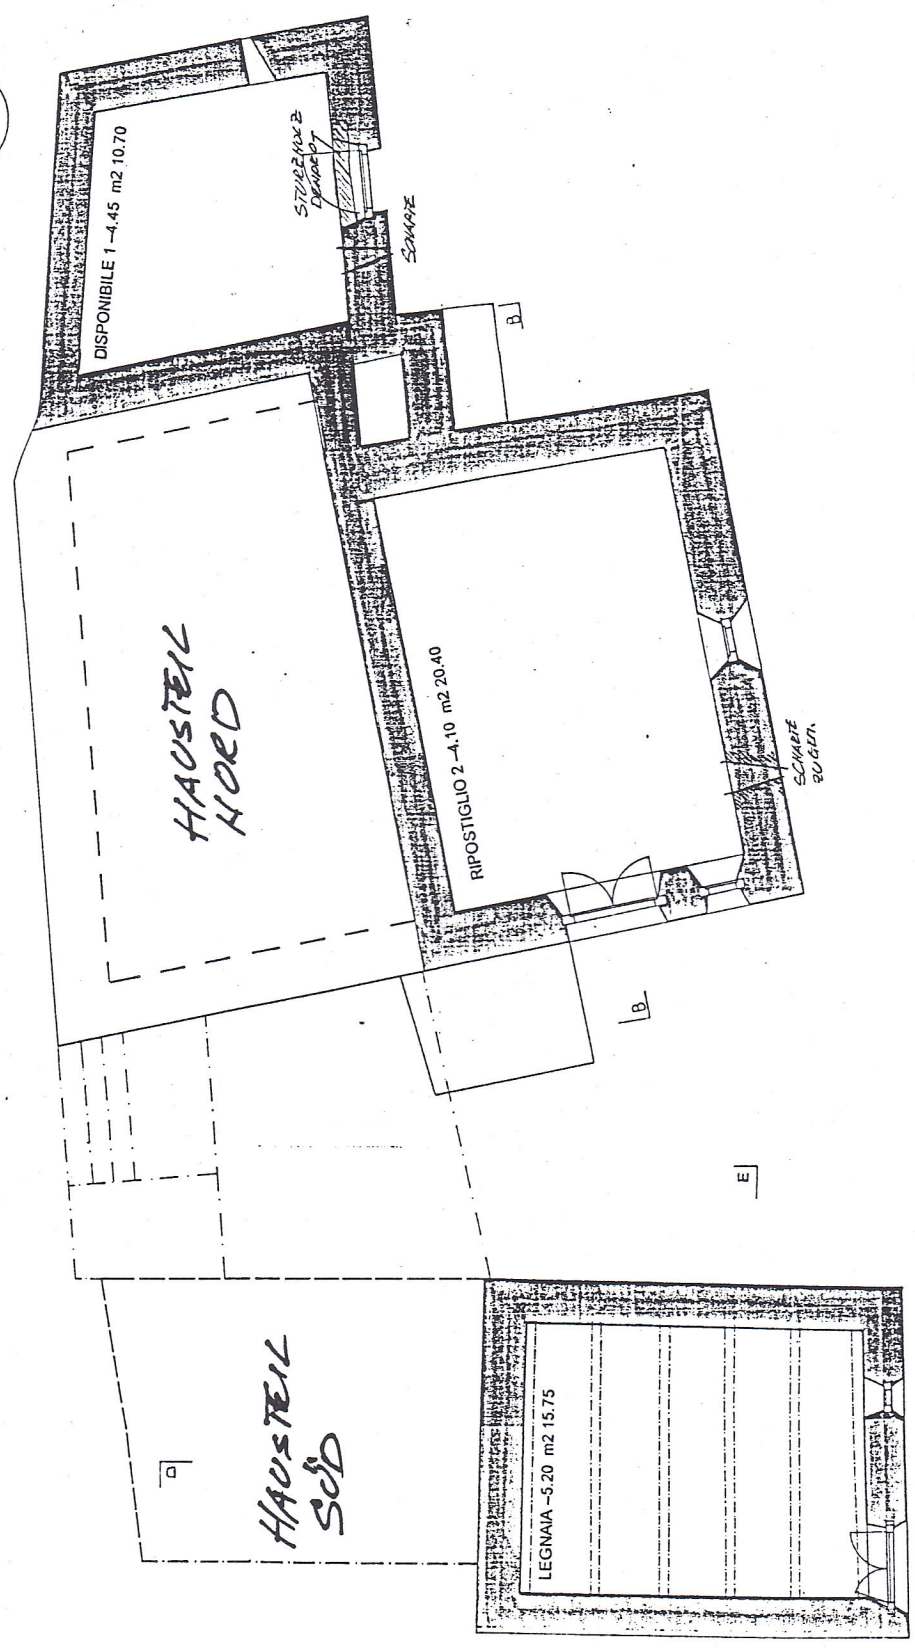 DISPONIBILE 1 –4.45 m2 10.70
STURZHOLZ
SCHARTE
B
HAUSTEIL
NORD
RIPOSTIGLIO 2 –4.10 m2 20.40
SCHARTE
B
E
HAUSTEIL
SÜD
D
LEGNAIA –5.20 m2 15.75